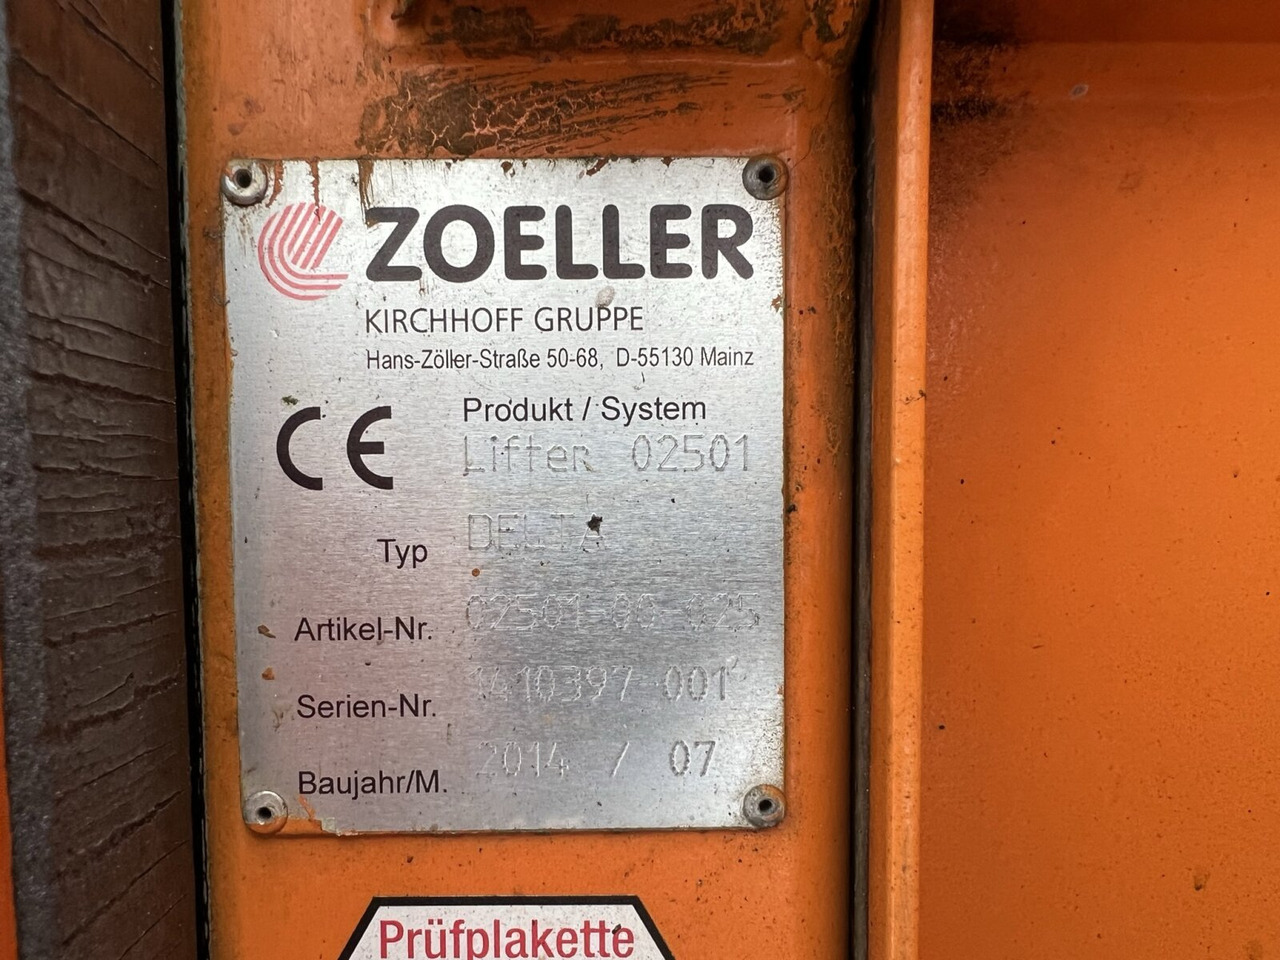 ZOELLER
KIRCHHOFF GRUPPE
Hans-Zöller-Straße 50-68, D-55130 Mainz
CE
Produkt / System
Lifter 02501
Typ DELTA
Artikel-Nr. 02501-00-025
Serien-Nr. 1410397 001
Baujahr/M. 2014 / 07
Prüfplakette